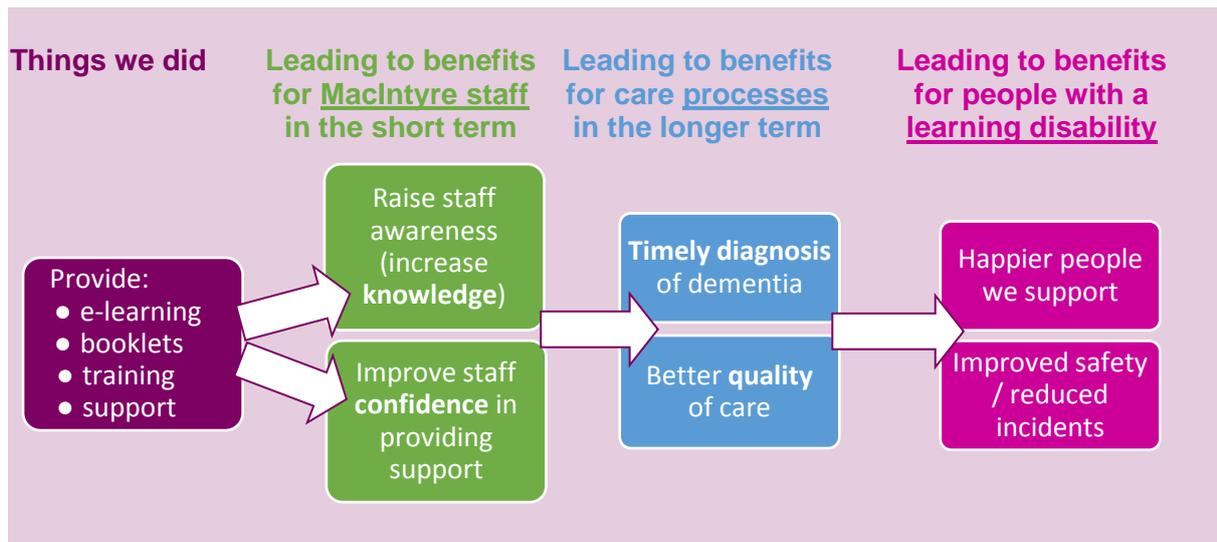 Things we did
Leading to benefits
for MacIntyre staff
in the short term
Leading to benefits
for care processes
in the longer term
Leading to benefits
for people with a
learning disability
Provide:
● e-learning
● booklets
● training
● support
Raise staff
awareness
(increase
knowledge)
Improve staff
confidence in
providing
support
Timely diagnosis
of dementia
Better quality
of care
Happier people
we support
Improved safety
/ reduced
incidents